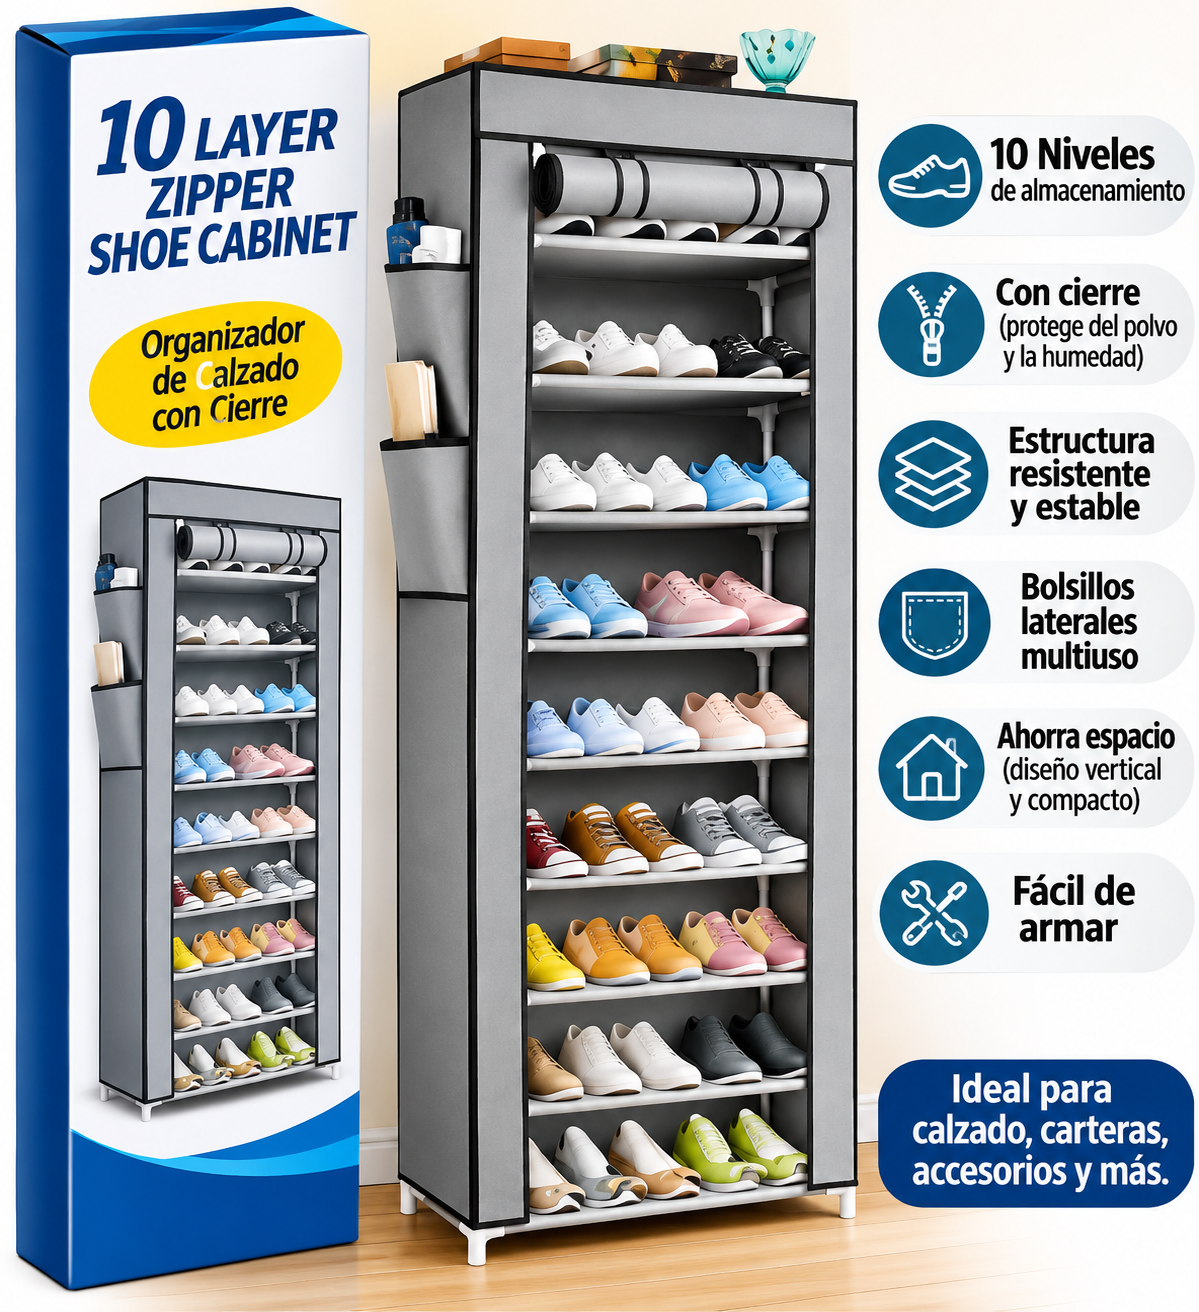 10 LAYER
ZIPPER
SHOE CABINET
Organizador
de Calzado
con Cierre
10 Niveles
de almacenamiento
Con cierre
(protege del polvo
y la humedad)
Estructura
resistente
y estable
Bolsillos
laterales
multiuso
Ahorra espacio
(diseño vertical
y compacto)
Fácil de
armar
Ideal para
calzado, carteras,
accesorios y más.